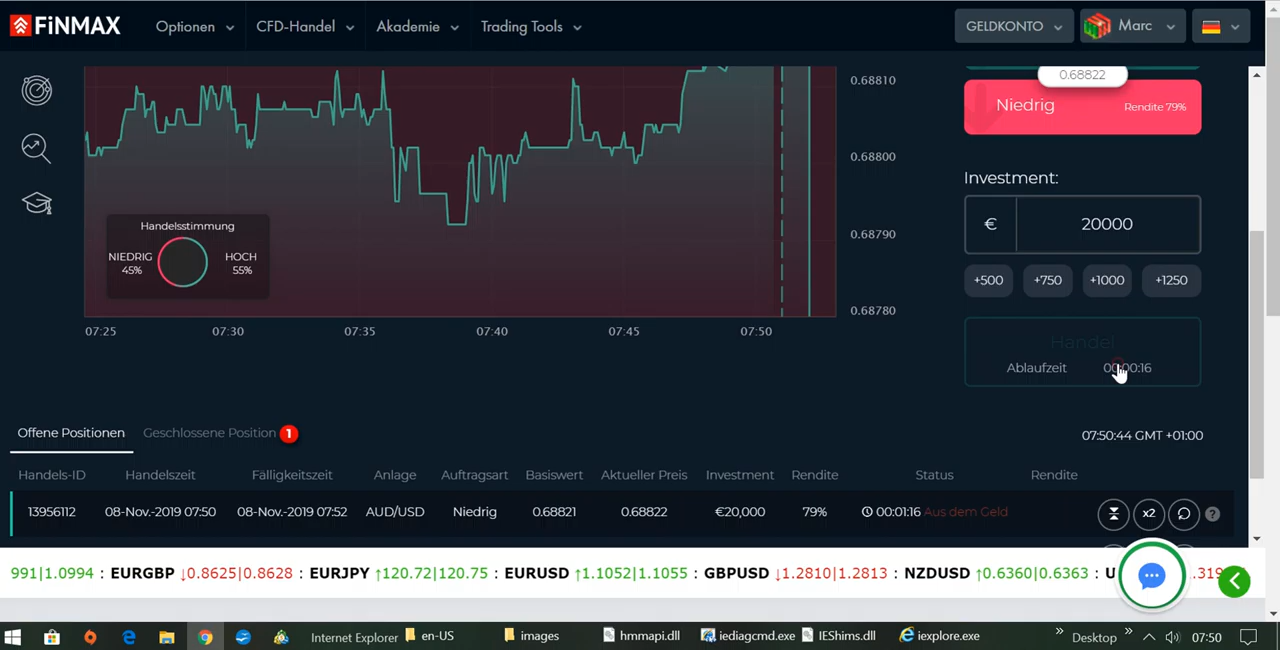 FiNMAX Optionen CFD-Handel Akademie Trading Tools GELDKONTO Marc
0.68810
0.68800
0.68790
0.68780
Handelsstimmung
NIEDRIG HOCH
45% 55%
07:25 07:30 07:35 07:40 07:45 07:50
0.68822
Niedrig Rendite 79%
Investment:
€ 20000
+500 +750 +1000 +1250
Handel
Ablaufzeit 00:00:16
Offene Positionen Geschlossene Position 1 07:50:44 GMT +01:00
Handels-ID Handelszeit Fälligkeitszeit Anlage Auftragsart Basiswert Aktueller Preis Investment Rendite Status Rendite
13956112 08-Nov.-2019 07:50 08-Nov.-2019 07:52 AUD/USD Niedrig 0.68821 0.68822 €20,000 79% 00:01:16 Aus dem Geld x2 ?
991|1.0994 : EURGBP ↓0.8625|0.8628 : EURJPY ↑120.72|120.75 : EURUSD ↑1.1052|1.1055 : GBPUSD ↓1.2810|1.2813 : NZDUSD ↑0.6360|0.6363 : U .319
Internet Explorer en-US images hmmapi.dll iediagcmd.exe IEShims.dll iexplore.exe » Desktop » 07:50